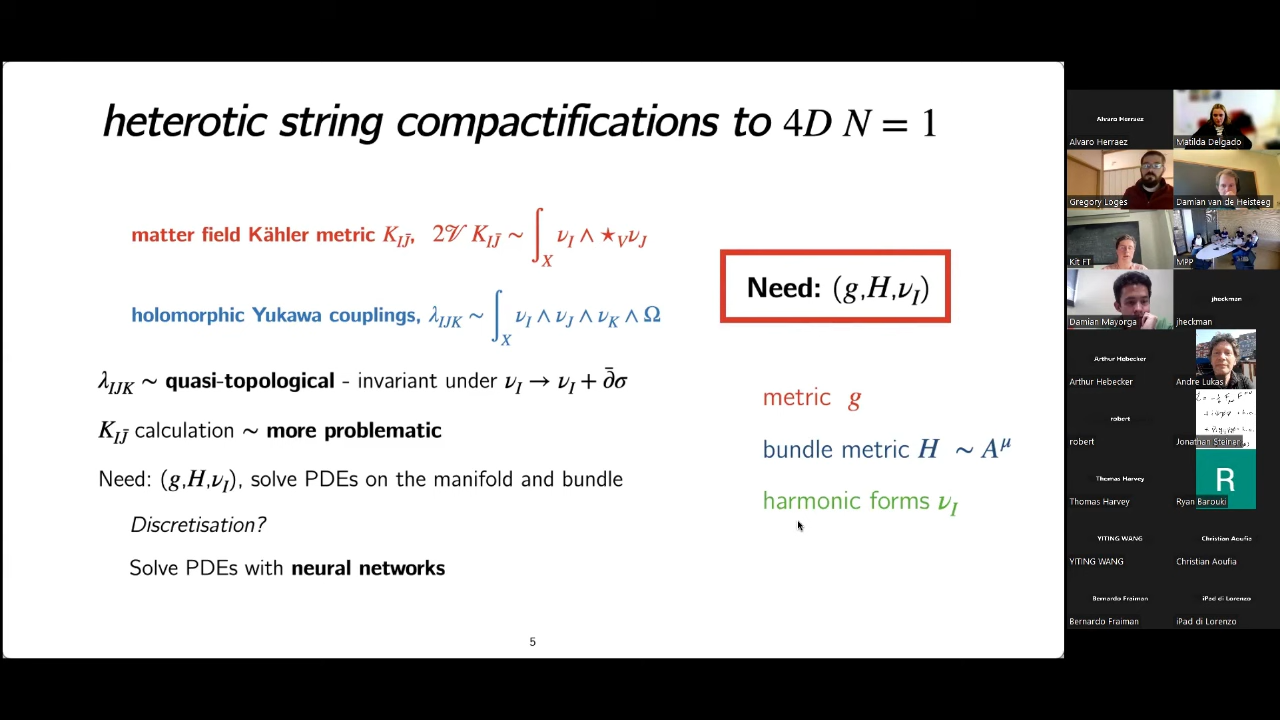 heterotic string compactifications to 4D N = 1
matter field Kähler metric K_{IJ̄}, 2𝒱 K_{IJ̄} ~ ∫_X ν_I ∧ ⋆_V ν_J
holomorphic Yukawa couplings, λ_{IJK} ~ ∫_X ν_I ∧ ν_J ∧ ν_K ∧ Ω
λ_{IJK} ~ quasi-topological - invariant under ν_I → ν_I + ∂̄σ
K_{IJ̄} calculation ~ more problematic
Need: (g,H,ν_I), solve PDEs on the manifold and bundle
Discretisation?
Solve PDEs with neural networks
Need: (g,H,ν_I)
metric g
bundle metric H ~ A^μ
harmonic forms ν_I
5
Alvaro Herraez
Alvaro Herraez
Matilda Delgado
Gregory Loges
Damian van de Heisteeg
Kit FT
MPP
Damian Mayorga
jheckman
jheckman
Arthur Hebecker
Arthur Hebecker
Andre Lukas
robert
robert
Jonathan Steiner
Thomas Harvey
Thomas Harvey
R
Ryan Barouki
YITING WANG
YITING WANG
Christian Aoufia
Christian Aoufia
Bernardo Fraiman
Bernardo Fraiman
iPad di Lorenzo
iPad di Lorenzo